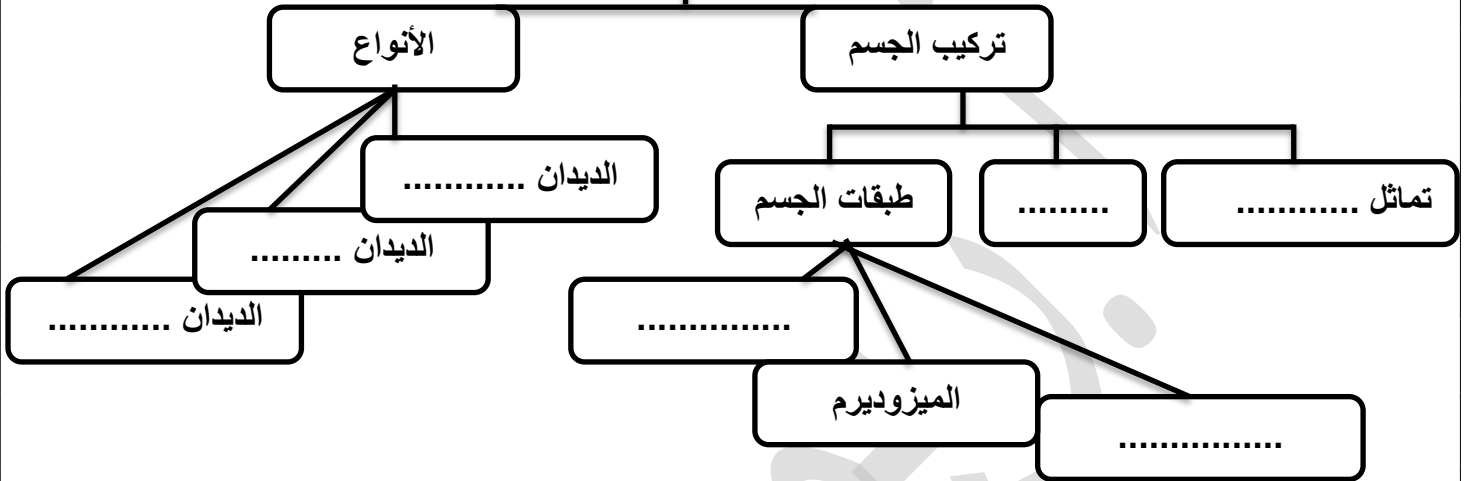 تركيب الجسم
الأنواع
تماثل ............
.........
طبقات الجسم
الديدان ............
الديدان .........
الديدان ............
...............
الميزوديرم
................